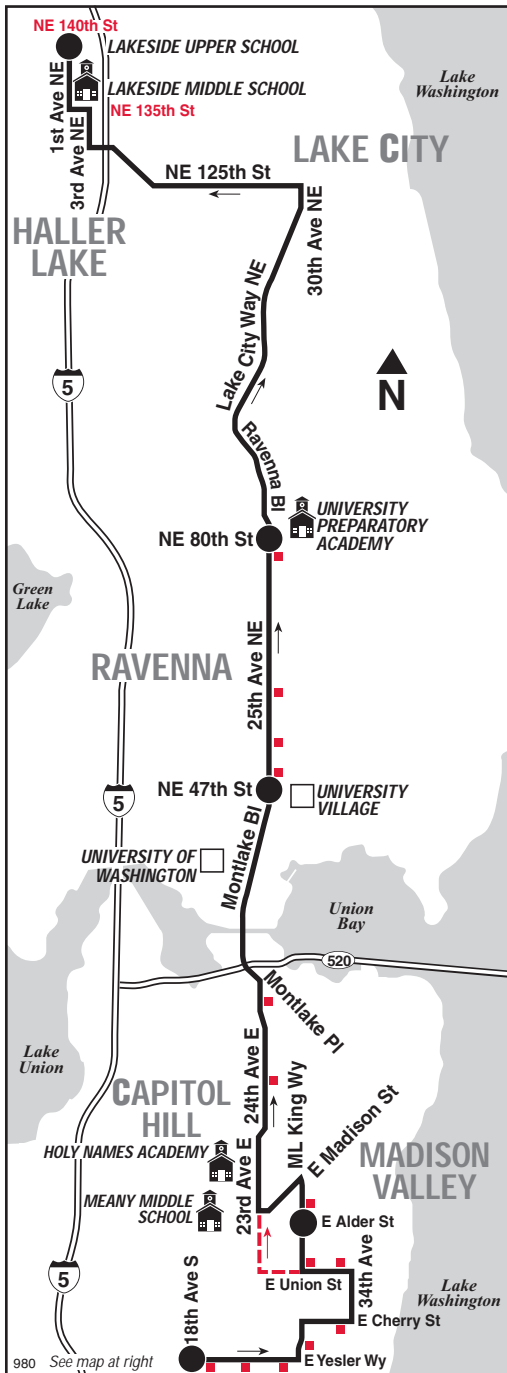 NE 140th St
LAKESIDE UPPER SCHOOL
LAKESIDE MIDDLE SCHOOL
NE 135th St
1st Ave NE
3rd Ave NE
Lake
Washington
LAKE CITY
NE 125th St
HALLER
LAKE
30th Ave NE
Lake City Way NE
5
N
Ravenna Bl
UNIVERSITY
PREPARATORY
ACADEMY
NE 80th St
Green
Lake
RAVENNA
25th Ave NE
NE 47th St
UNIVERSITY
VILLAGE
5
Montlake Bl
UNIVERSITY OF
WASHINGTON
Union
Bay
520
Montlake Pl
Lake
Union
24th Ave E
CAPITOL
HILL
ML King Wy
E Madison St
HOLY NAMES ACADEMY
23rd Ave E
MADISON
VALLEY
MEANY MIDDLE
SCHOOL
E Alder St
34th Ave
E Union St
5
18th Ave S
Lake
Washington
E Cherry St
E Yesler Wy
980
See map at right